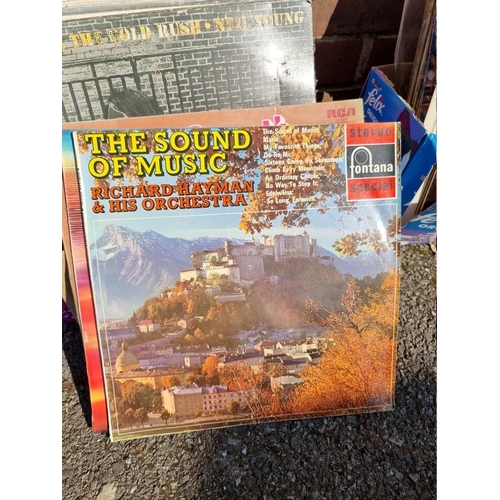 THE GOLD RUSH • NEIL YOUNG
RCA
THE SOUND
OF MUSIC
RICHARD HAYMAN
& HIS ORCHESTRA
The Sound of Music,
Maria,
My Favourite Things,
Do-Re-Mi,
Sixteen Going On Seventeen,
Climb Ev'ry Mountain,
An Ordinary Couple,
No Way To Stop It,
Edelweiss,
So Long, Farewell.
stereo
fontana
special
felix